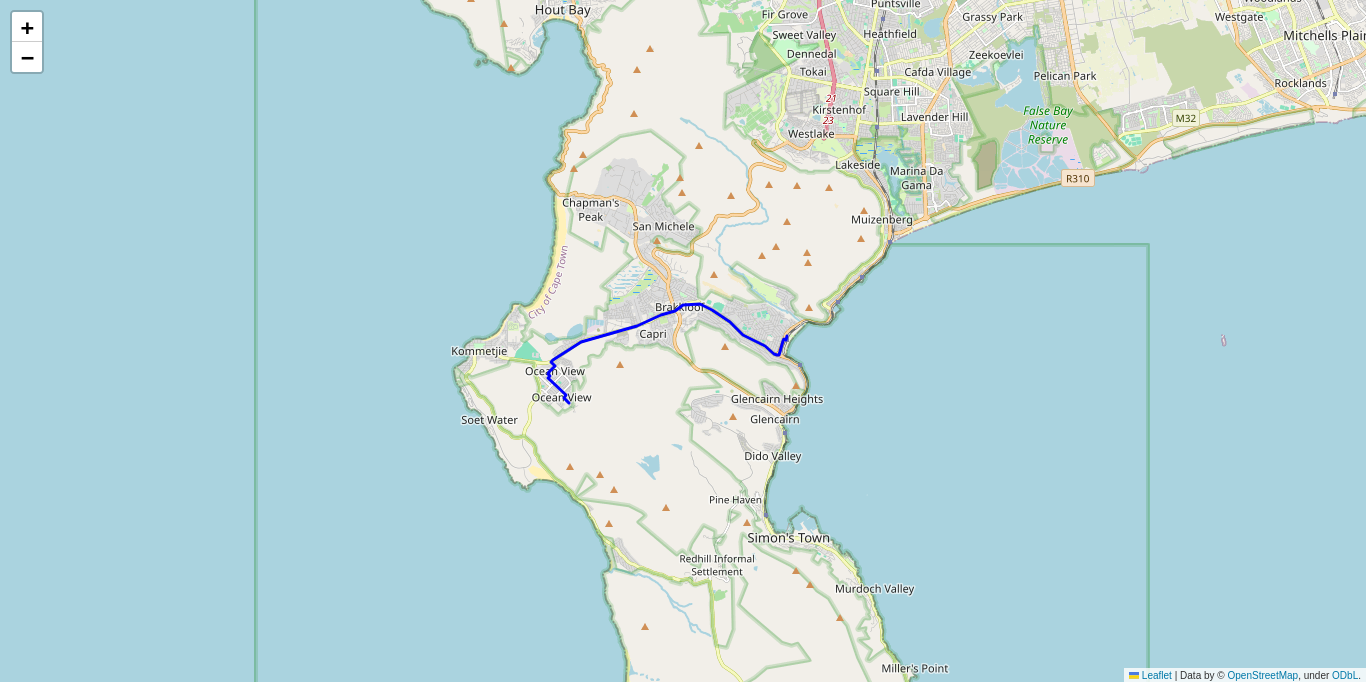 +
−
Hout Bay
Fir Grove
Puntsville
Grassy Park
Westgate
Sweet Valley
Heathfield
Mitchells Plain
Dennedal
Zeekoevlei
Tokai
Cafda Village
Pelican Park
Rocklands
Square Hill
21
23
Kirstenhof
Lavender Hill
False Bay
Nature
Reserve
M32
Westlake
Lakeside
Marina Da
Gama
R310
Chapman's
Peak
San Michele
Muizenberg
City of Cape Town
Brakkloof
Capri
Kommetjie
Ocean View
Ocean View
Glencairn Heights
Soet Water
Glencairn
Dido Valley
Pine Haven
Simon's Town
Redhill Informal
Settlement
Murdoch Valley
Miller's Point
Leaflet | Data by © OpenStreetMap, under ODbL.